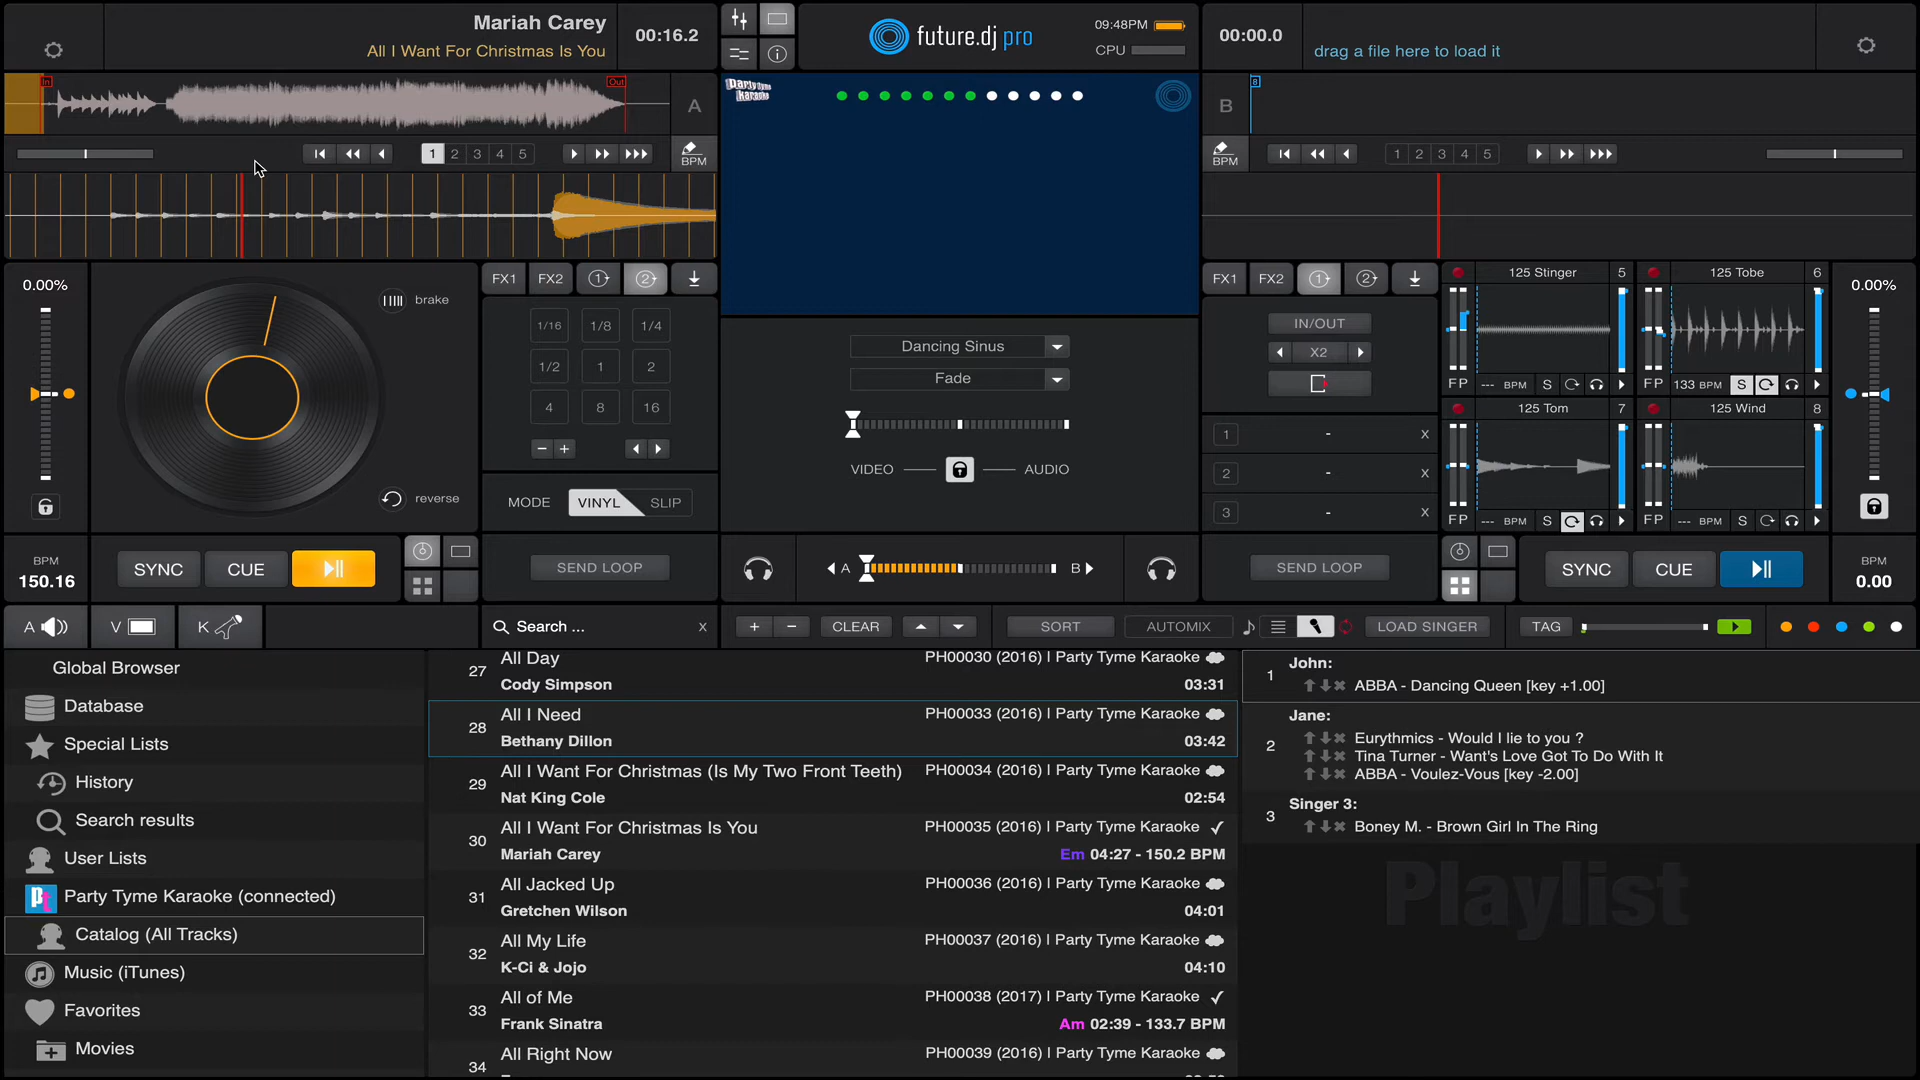 Mariah Carey
All I Want For Christmas Is You
00:16.2
future.dj pro
09:48PM
CPU
00:00.0
drag a file here to load it
In
Out
A
Party Tyme Karaoke
B
8
1 2 3 4 5
BPM
BPM
1 2 3 4 5
0.00%
brake
reverse
FX1 FX2 1 2
1/16 1/8 1/4
1/2 1 2
4 8 16
− +
MODE VINYL SLIP
SEND LOOP
Dancing Sinus
Fade
VIDEO AUDIO
A B
FX1 FX2 1 2
IN/OUT
X2
1 - x
2 - x
3 - x
SEND LOOP
125 Stinger 5
F P --- BPM S
125 Tobe 6
F P 133 BPM S
125 Tom 7
F P --- BPM S
125 Wind 8
F P --- BPM S
0.00%
BPM
150.16
SYNC CUE
SYNC CUE
BPM
0.00
A V K
Search ... x
+ − CLEAR
SORT AUTOMIX LOAD SINGER TAG
Global Browser
Database
Special Lists
History
Search results
User Lists
Party Tyme Karaoke (connected)
Catalog (All Tracks)
Music (iTunes)
Favorites
Movies
27 All Day PH00030 (2016) | Party Tyme Karaoke
Cody Simpson 03:31
28 All I Need PH00033 (2016) | Party Tyme Karaoke
Bethany Dillon 03:42
29 All I Want For Christmas (Is My Two Front Teeth) PH00034 (2016) | Party Tyme Karaoke
Nat King Cole 02:54
30 All I Want For Christmas Is You PH00035 (2016) | Party Tyme Karaoke ✓
Mariah Carey Em 04:27 - 150.2 BPM
31 All Jacked Up PH00036 (2016) | Party Tyme Karaoke
Gretchen Wilson 04:01
32 All My Life PH00037 (2016) | Party Tyme Karaoke
K-Ci & Jojo 04:10
33 All of Me PH00038 (2017) | Party Tyme Karaoke ✓
Frank Sinatra Am 02:39 - 133.7 BPM
34 All Right Now PH00039 (2016) | Party Tyme Karaoke
1 John:
ABBA - Dancing Queen [key +1.00]
2 Jane:
Eurythmics - Would I lie to you ?
Tina Turner - Want's Love Got To Do With It
ABBA - Voulez-Vous [key -2.00]
3 Singer 3:
Boney M. - Brown Girl In The Ring
Playlist